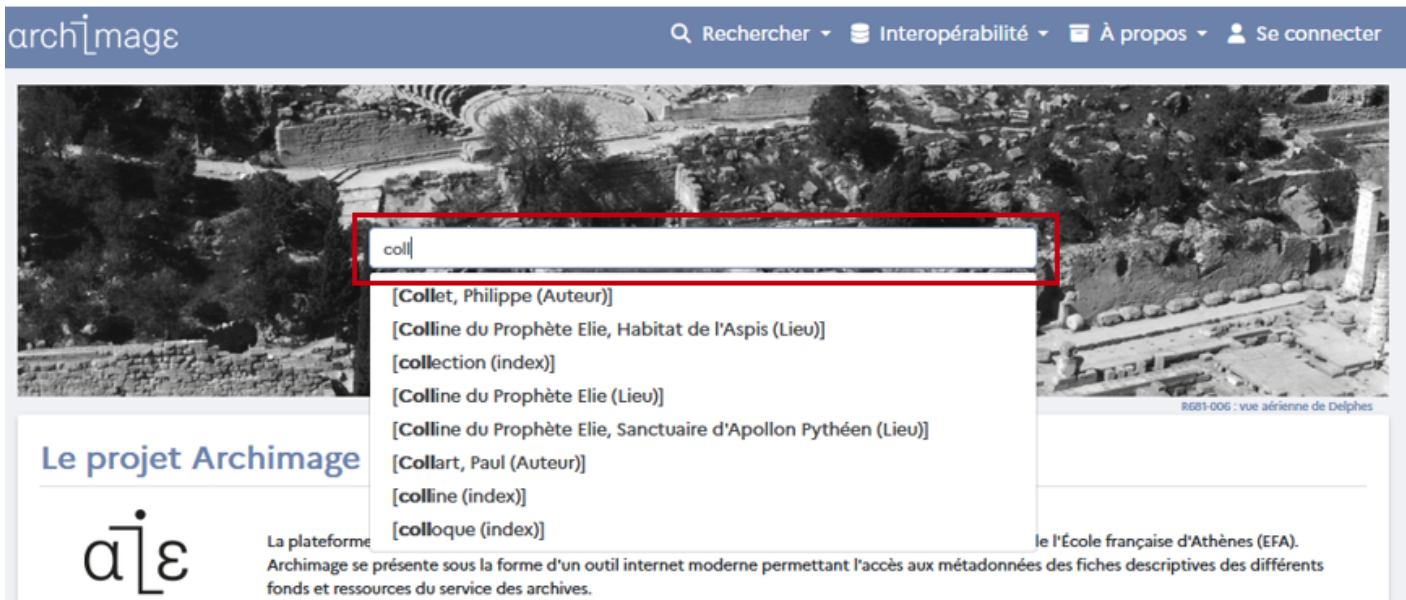 archimagε
Rechercher Interopérabilité À propos Se connecter
coll
[Collet, Philippe (Auteur)]
[Colline du Prophète Elie, Habitat de l'Aspis (Lieu)]
[collection (index)]
[Colline du Prophète Elie (Lieu)]
R681-006 : vue aérienne de Delphes
[Colline du Prophète Elie, Sanctuaire d'Apollon Pythéen (Lieu)]
Le projet Archimage
[Collart, Paul (Auteur)]
[colline (index)]
[colloque (index)]
αiε
La plateforme e l'École française d'Athènes (EFA).
Archimage se présente sous la forme d'un outil internet moderne permettant l'accès aux métadonnées des fiches descriptives des différents
fonds et ressources du service des archives.